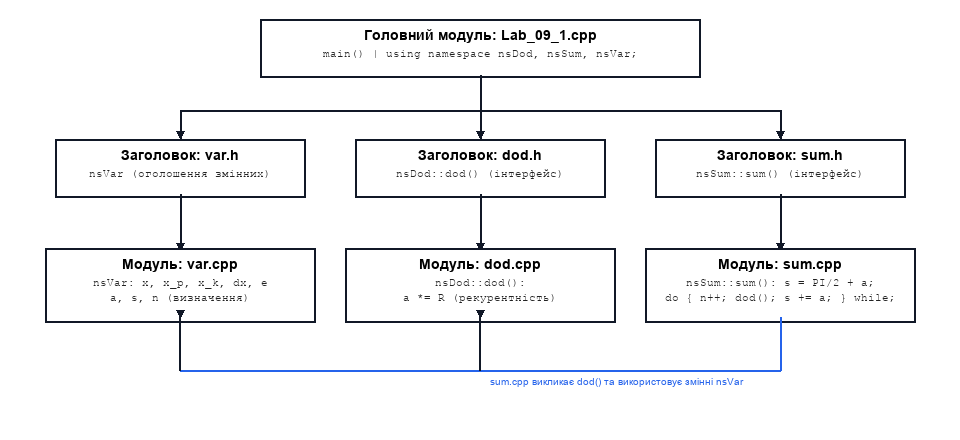 Головний модуль: Lab_09_1.cpp
main() | using namespace nsDod, nsSum, nsVar;
Заголовок: var.h
nsVar (оголошення змінних)
Заголовок: dod.h
nsDod::dod() (інтерфейс)
Заголовок: sum.h
nsSum::sum() (інтерфейс)
Модуль: var.cpp
nsVar: x, x_p, x_k, dx, e
a, s, n (визначення)
Модуль: dod.cpp
nsDod::dod():
a *= R (рекурентність)
Модуль: sum.cpp
nsSum::sum(): s = PI/2 + a;
do { n++; dod(); s += a; } while;
sum.cpp викликає dod() та використовує змінні nsVar